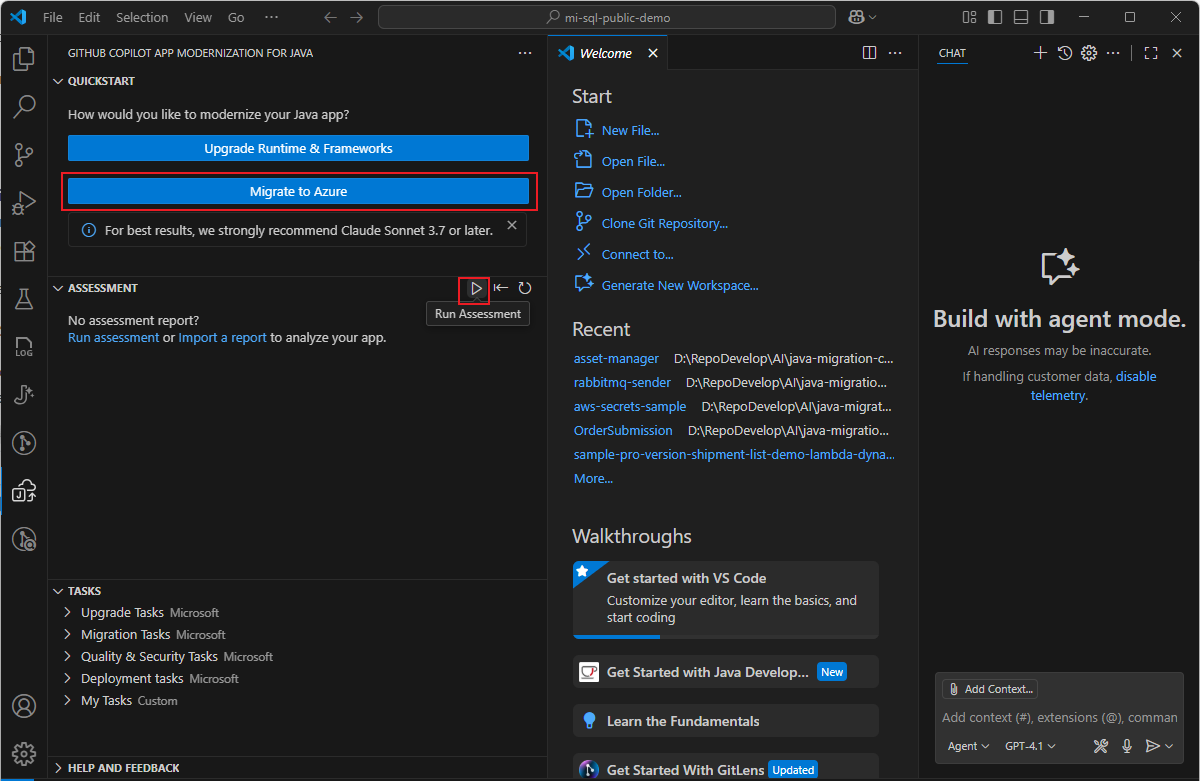 File Edit Selection View Go ··· mi-sql-public-demo
GITHUB COPILOT APP MODERNIZATION FOR JAVA
QUICKSTART
How would you like to modernize your Java app?
Upgrade Runtime & Frameworks
Migrate to Azure
For best results, we strongly recommend Claude Sonnet 3.7 or later.
ASSESSMENT
Run Assessment
No assessment report?
Run assessment or Import a report to analyze your app.
LOG
TASKS
Upgrade Tasks Microsoft
Migration Tasks Microsoft
Quality & Security Tasks Microsoft
Deployment tasks Microsoft
My Tasks Custom
HELP AND FEEDBACK
Welcome
Start
New File...
Open File...
Open Folder...
Clone Git Repository...
Connect to...
Generate New Workspace...
Recent
asset-manager D:\RepoDevelop\AI\java-migration-c...
rabbitmq-sender D:\RepoDevelop\AI\java-migratio...
aws-secrets-sample D:\RepoDevelop\AI\java-migrat...
OrderSubmission D:\RepoDevelop\AI\java-migratio...
sample-pro-version-shipment-list-demo-lambda-dyna...
More...
Walkthroughs
Get started with VS Code
Customize your editor, learn the basics, and
start coding
Get Started with Java Develop... New
Learn the Fundamentals
Get Started With GitLens Updated
CHAT
Build with agent mode.
AI responses may be inaccurate.
If handling customer data, disable
telemetry.
Add Context...
Add context (#), extensions (@), comman
Agent GPT-4.1